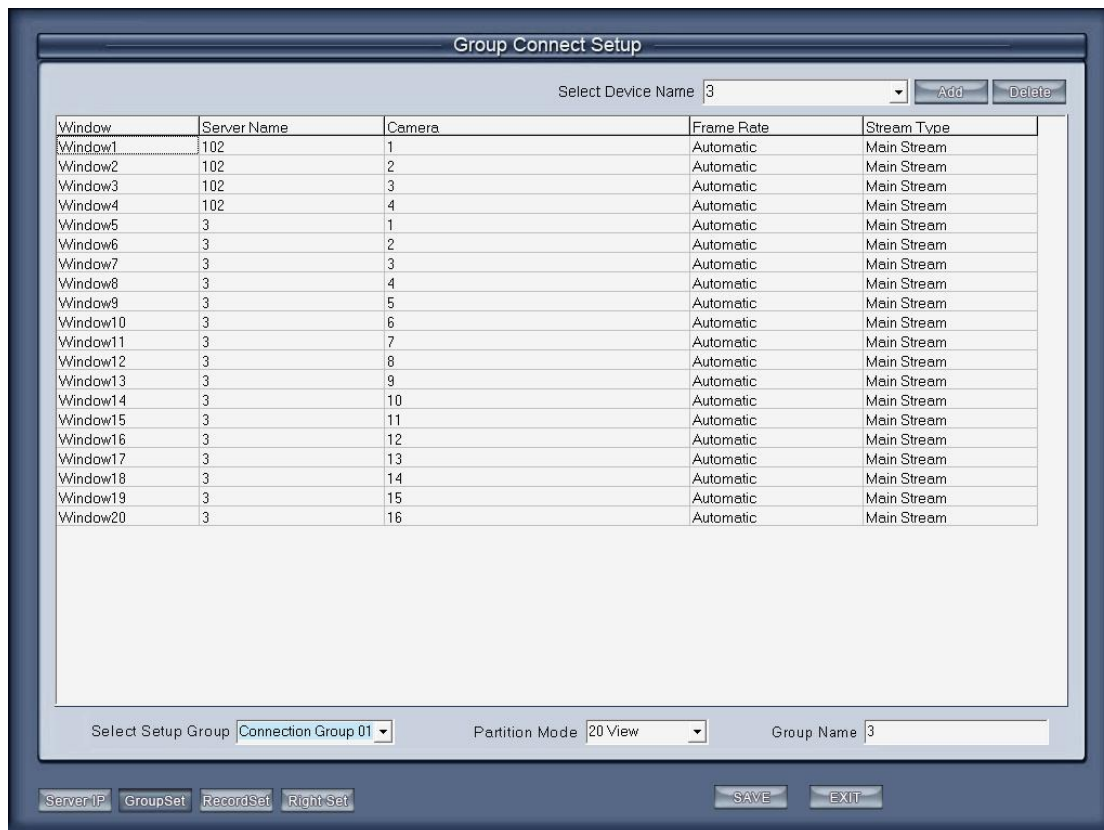 Group Connect Setup
Select Device Name 3 Add Delete
Window Server Name Camera Frame Rate Stream Type
Window1 102 1 Automatic Main Stream
Window2 102 2 Automatic Main Stream
Window3 102 3 Automatic Main Stream
Window4 102 4 Automatic Main Stream
Window5 3 1 Automatic Main Stream
Window6 3 2 Automatic Main Stream
Window7 3 3 Automatic Main Stream
Window8 3 4 Automatic Main Stream
Window9 3 5 Automatic Main Stream
Window10 3 6 Automatic Main Stream
Window11 3 7 Automatic Main Stream
Window12 3 8 Automatic Main Stream
Window13 3 9 Automatic Main Stream
Window14 3 10 Automatic Main Stream
Window15 3 11 Automatic Main Stream
Window16 3 12 Automatic Main Stream
Window17 3 13 Automatic Main Stream
Window18 3 14 Automatic Main Stream
Window19 3 15 Automatic Main Stream
Window20 3 16 Automatic Main Stream
Select Setup Group Connection Group 01 Partition Mode 20 View Group Name 3
Server IP GroupSet RecordSet Right Set SAVE EXIT